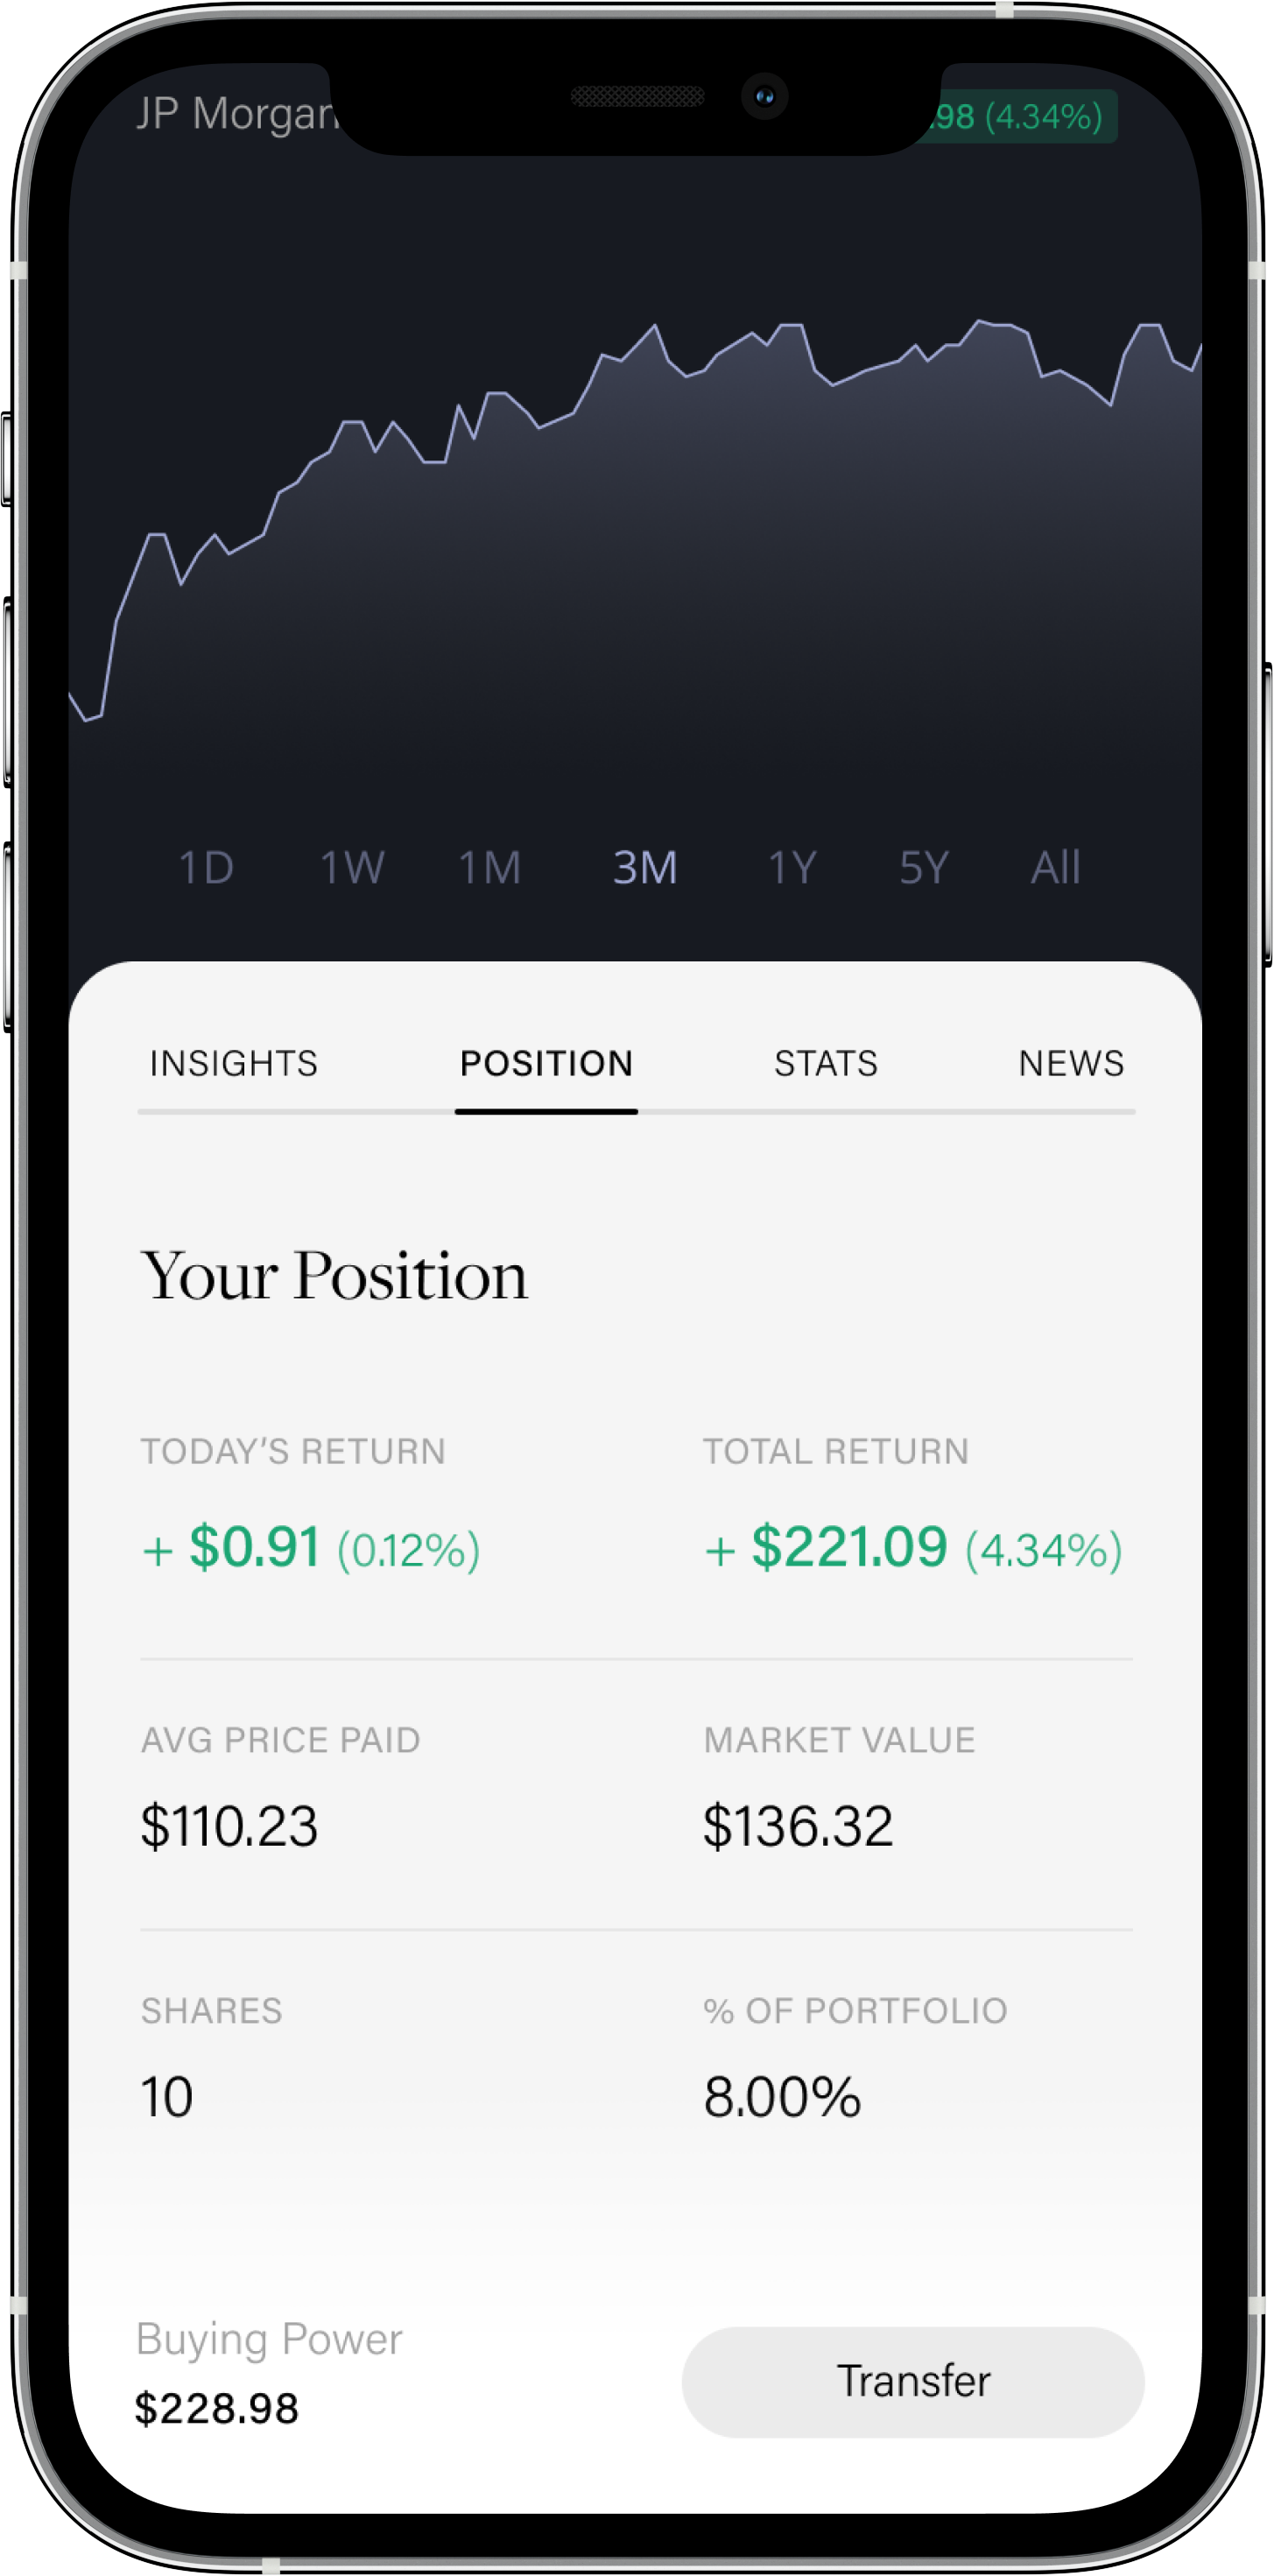 JP Morgan
.98 (4.34%)
1D 1W 1M 3M 1Y 5Y All
INSIGHTS POSITION STATS NEWS
Your Position
TODAY’S RETURN TOTAL RETURN
+ $0.91 (0.12%) + $221.09 (4.34%)
AVG PRICE PAID MARKET VALUE
$110.23 $136.32
SHARES % OF PORTFOLIO
10 8.00%
Buying Power
$228.98
Transfer